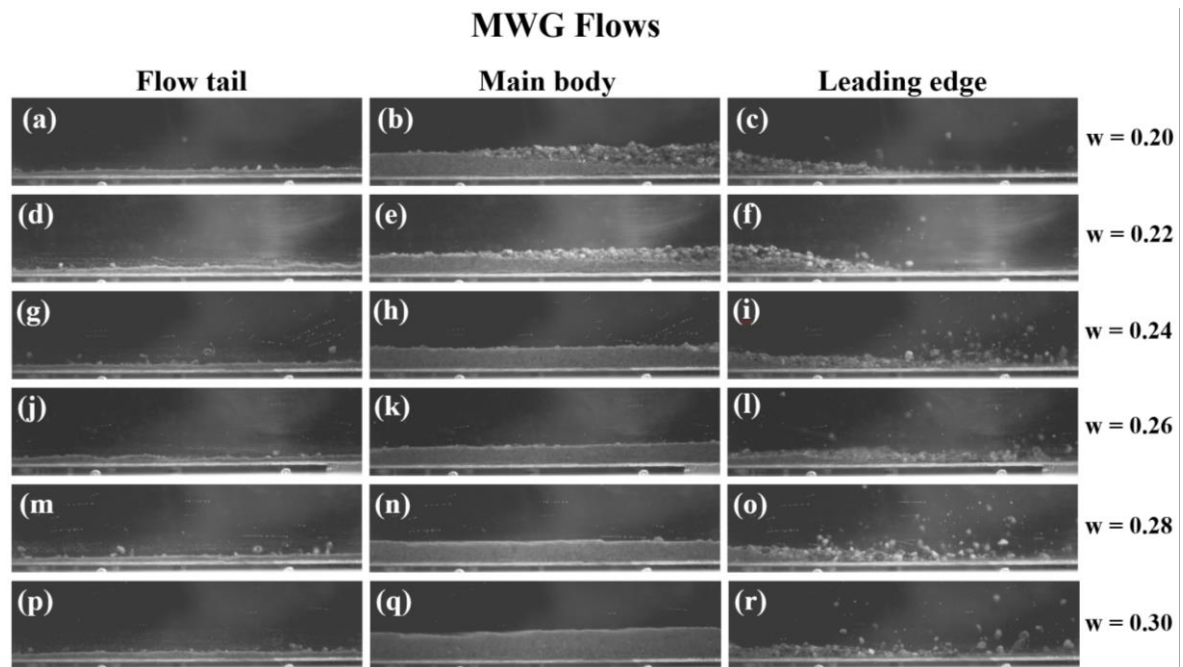 MWG Flows
Flow tail Main body Leading edge
(a) (b) (c) w = 0.20
(d) (e) (f) w = 0.22
(g) (h) (i) w = 0.24
(j) (k) (l) w = 0.26
(m (n) (o) w = 0.28
(p) (q) (r) w = 0.30